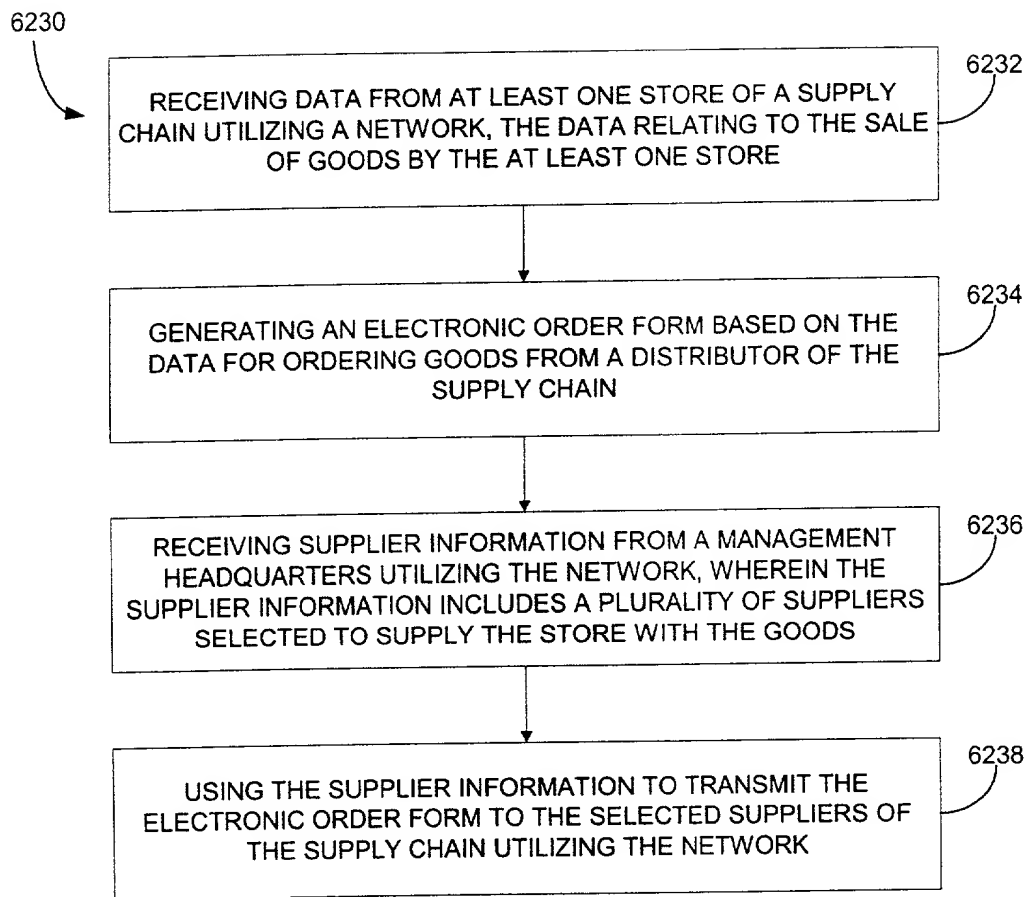 6230
6232
RECEIVING DATA FROM AT LEAST ONE STORE OF A SUPPLY
CHAIN UTILIZING A NETWORK, THE DATA RELATING TO THE SALE
OF GOODS BY THE AT LEAST ONE STORE
6234
GENERATING AN ELECTRONIC ORDER FORM BASED ON THE
DATA FOR ORDERING GOODS FROM A DISTRIBUTOR OF THE
SUPPLY CHAIN
6236
RECEIVING SUPPLIER INFORMATION FROM A MANAGEMENT
HEADQUARTERS UTILIZING THE NETWORK, WHEREIN THE
SUPPLIER INFORMATION INCLUDES A PLURALITY OF SUPPLIERS
SELECTED TO SUPPLY THE STORE WITH THE GOODS
6238
USING THE SUPPLIER INFORMATION TO TRANSMIT THE
ELECTRONIC ORDER FORM TO THE SELECTED SUPPLIERS OF
THE SUPPLY CHAIN UTILIZING THE NETWORK